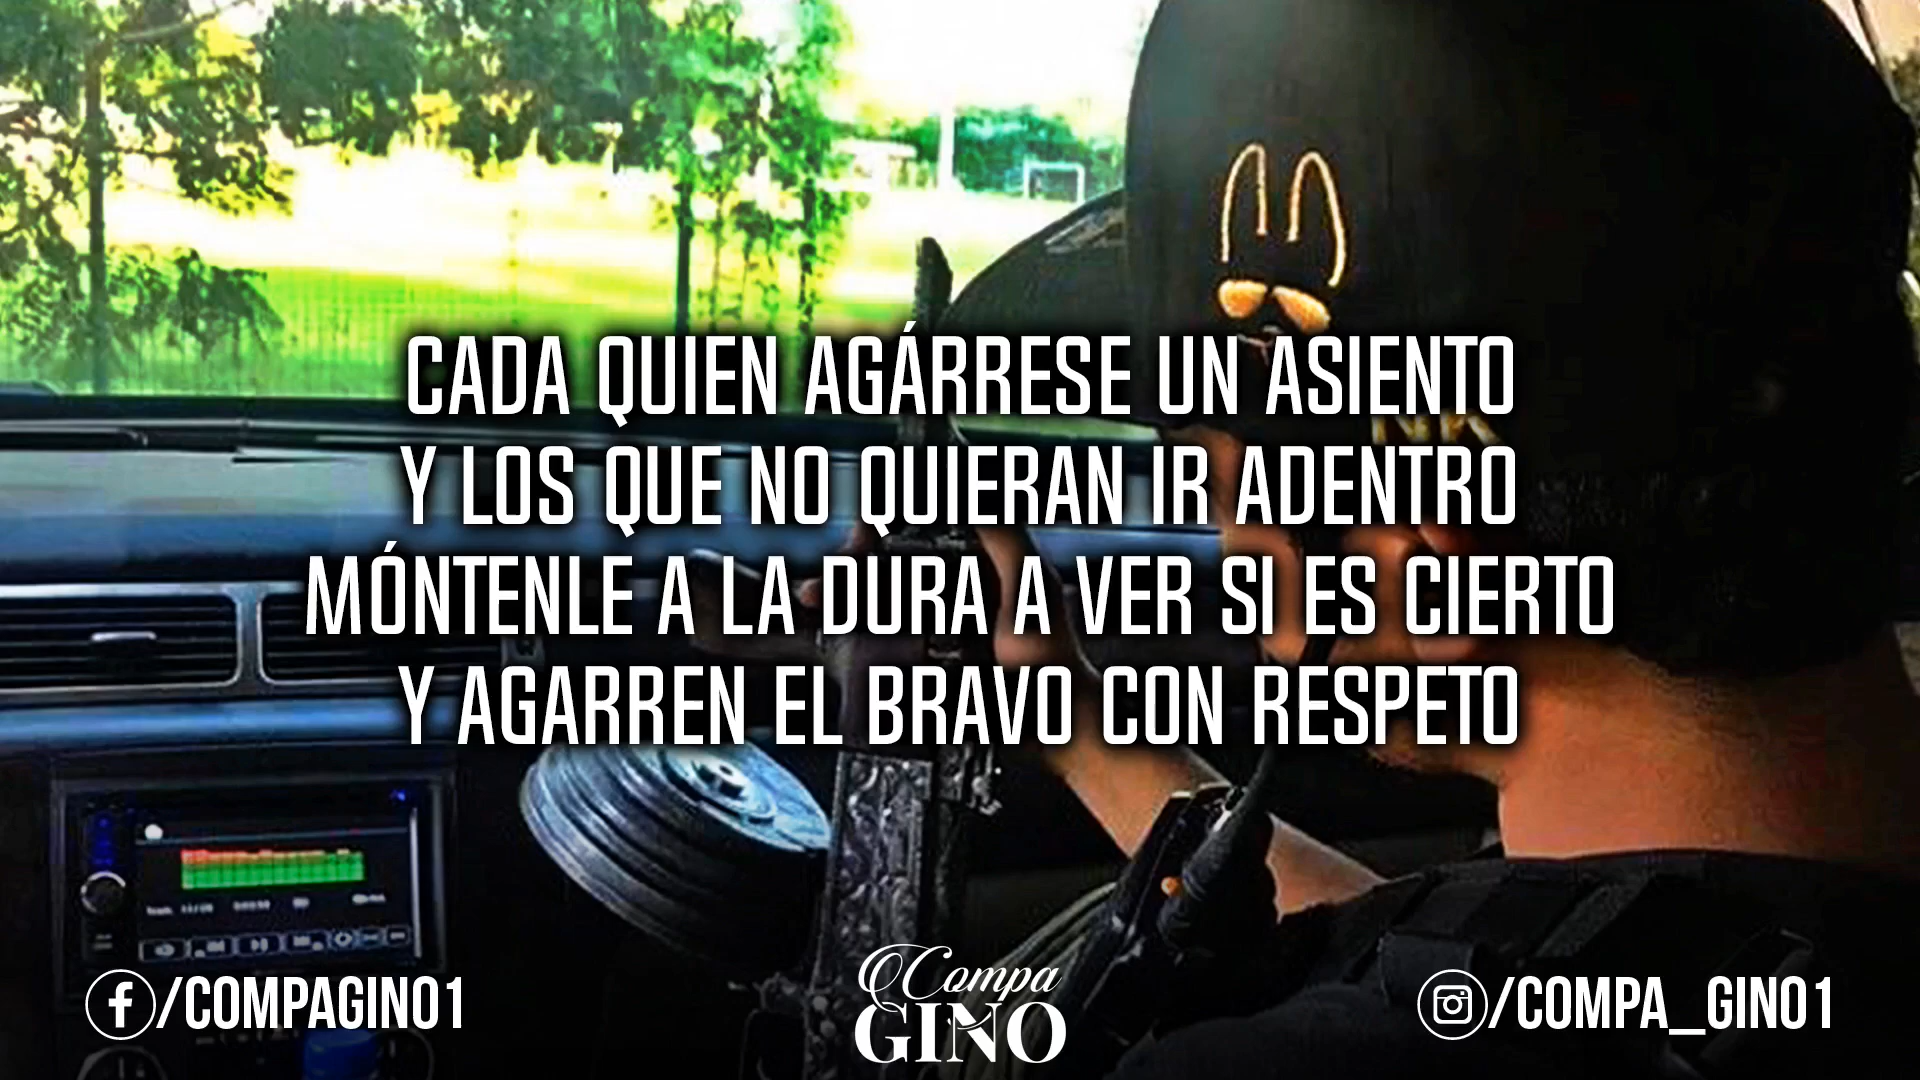 CADA QUIEN AGÁRRESE UN ASIENTO
Y LOS QUE NO QUIERAN IR ADENTRO
MÓNTENLE A LA DURA A VER SI ES CIERTO
Y AGARREN EL BRAVO CON RESPETO
/COMPAGINO1
Compa
GINO
/COMPA_GINO1